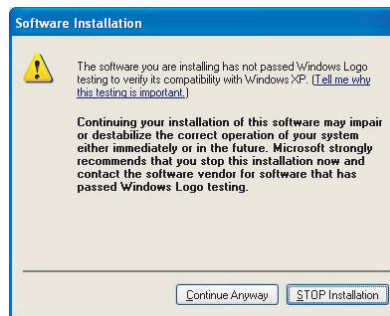 Software Installation
The software you are installing has not passed Windows Logo
testing to verify its compatibility with Windows XP. (Tell me why
this testing is important.)
Continuing your installation of this software may impair
or destabilize the correct operation of your system
either immediately or in the future. Microsoft strongly
recommends that you stop this installation now and
contact the software vendor for software that has
passed Windows Logo testing.
Continue Anyway
STOP Installation